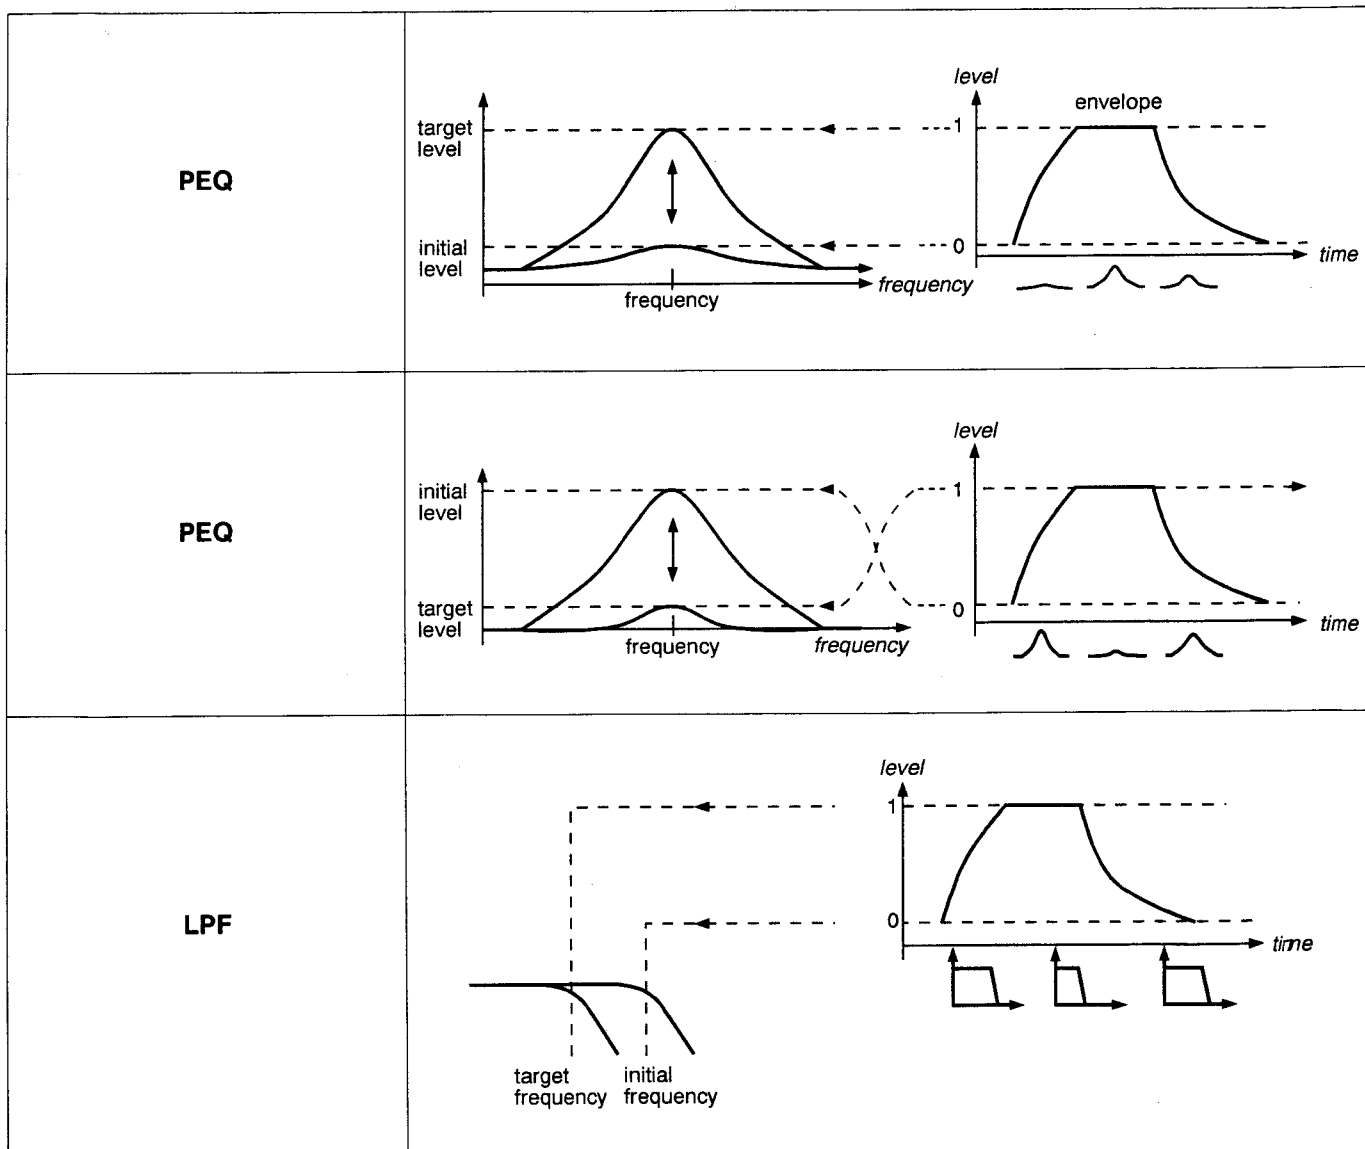 PEQ
target
level
initial
level
frequency
frequency
level
envelope
1
0
time
PEQ
initial
level
target
level
frequency
frequency
level
1
0
time
LPF
target
frequency
initial
frequency
level
1
0
time